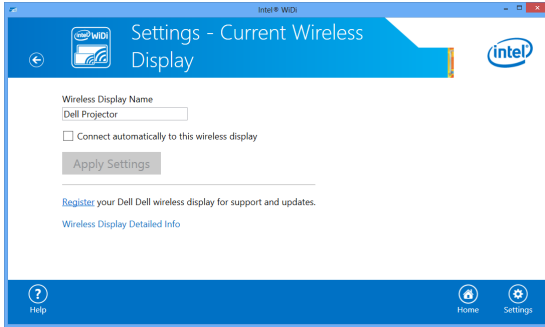 Intel® WiDi
intel WiDi
Settings - Current Wireless
Display
intel
Wireless Display Name
Dell Projector
Connect automatically to this wireless display
Apply Settings
Register your Dell Dell wireless display for support and updates.
Wireless Display Detailed Info
?
Help
Home
Settings